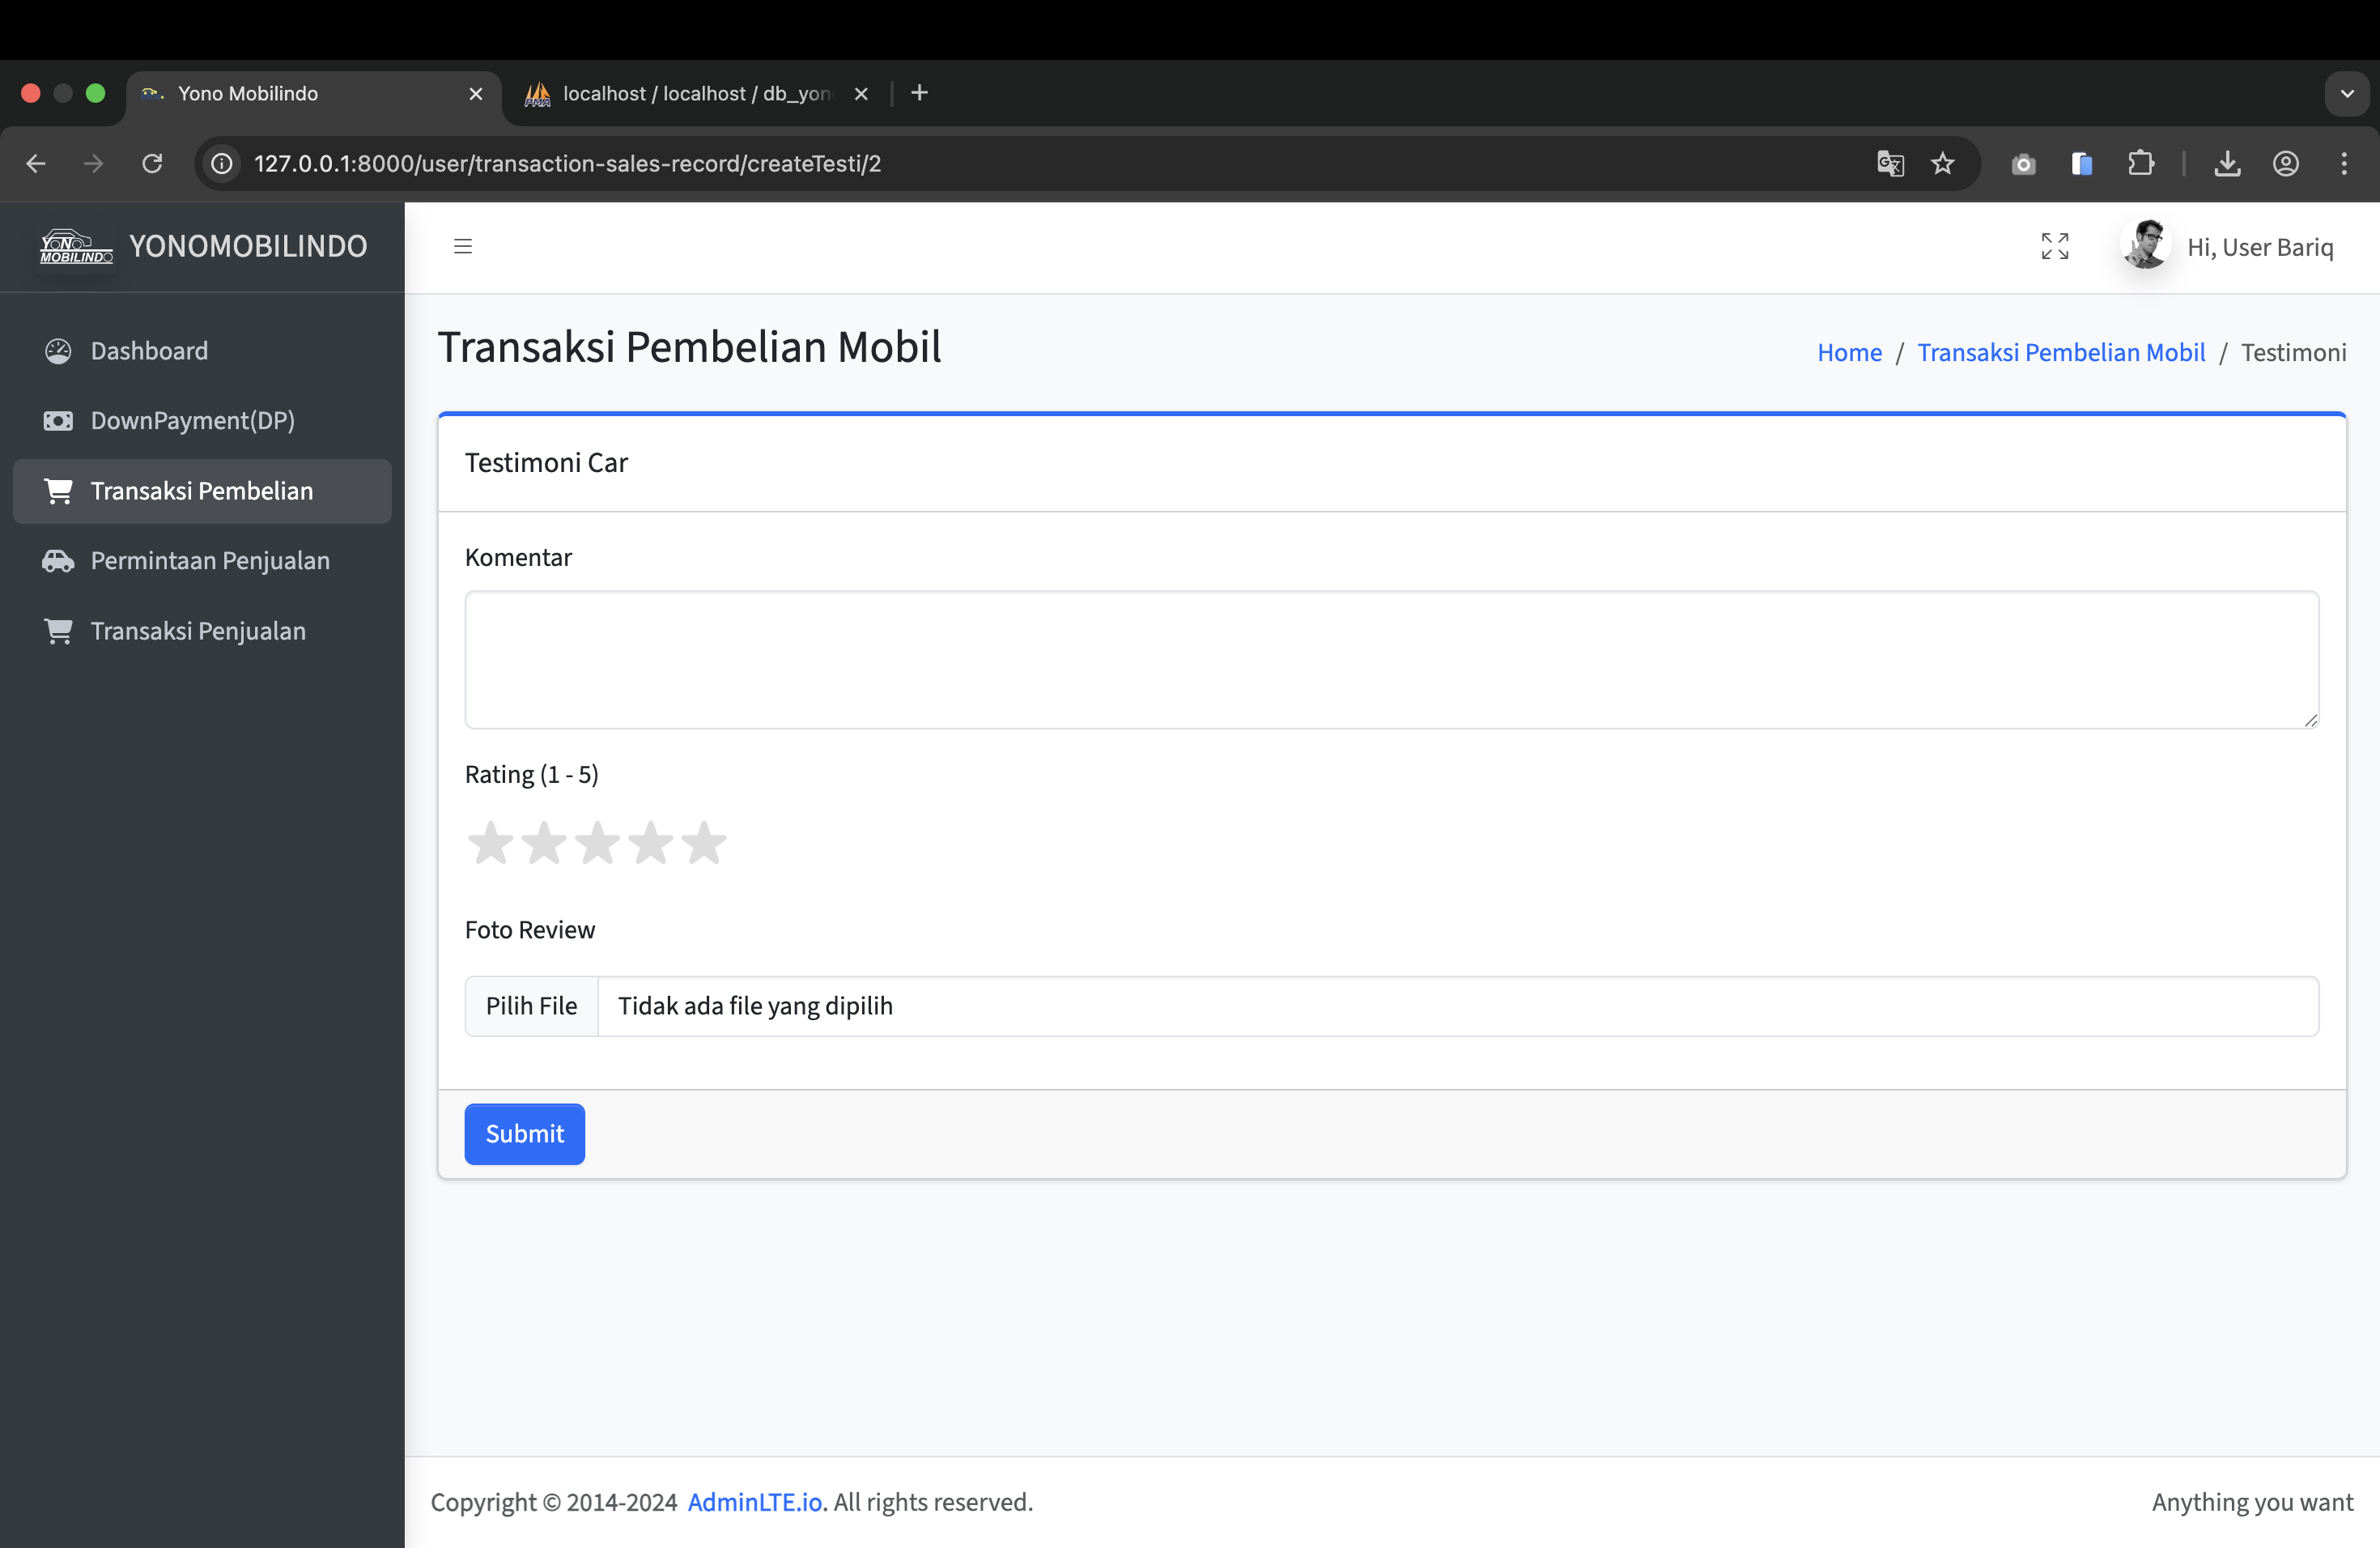 Yono Mobilindo
localhost / localhost / db_yon
127.0.0.1:8000/user/transaction-sales-record/createTesti/2
YONO MOBILINDO
YONOMOBILINDO
Hi, User Bariq
Dashboard
DownPayment(DP)
Transaksi Pembelian
Permintaan Penjualan
Transaksi Penjualan
Transaksi Pembelian Mobil
Home / Transaksi Pembelian Mobil / Testimoni
Testimoni Car
Komentar
Rating (1 - 5)
Foto Review
Pilih File Tidak ada file yang dipilih
Submit
Copyright © 2014-2024 AdminLTE.io. All rights reserved.
Anything you want